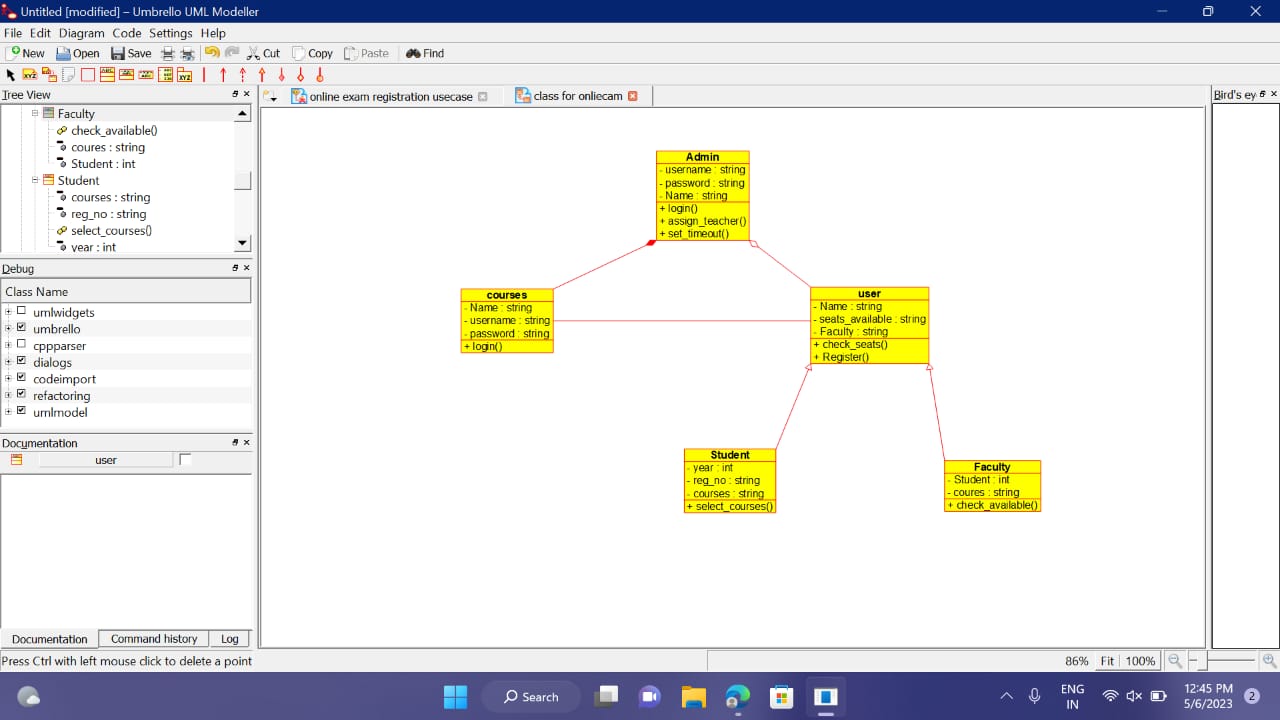 Untitled [modified] – Umbrello UML Modeller
File Edit Diagram Code Settings Help
New Open Save Cut Copy Paste Find
Tree View
Faculty
check_available()
coures : string
Student : int
Student
courses : string
reg_no : string
select_courses()
year : int
Debug
Class Name
umlwidgets
umbrello
cppparser
dialogs
codeimport
refactoring
umlmodel
Documentation
user
Documentation Command history Log
Press Ctrl with left mouse click to delete a point
online exam registration usecase
class for onliecam
Bird's ey
Admin
- username : string
- password : string
- Name : string
+ login()
+ assign_teacher()
+ set_timeout()
courses
- Name : string
- username : string
- password : string
+ login()
user
- Name : string
- seats_available : string
- Faculty : string
+ check_seats()
+ Register()
Student
- year : int
- reg_no : string
- courses : string
+ select_courses()
Faculty
- Student : int
- coures : string
+ check_available()
86% Fit 100%
Search
ENG
IN
12:45 PM
5/6/2023
2